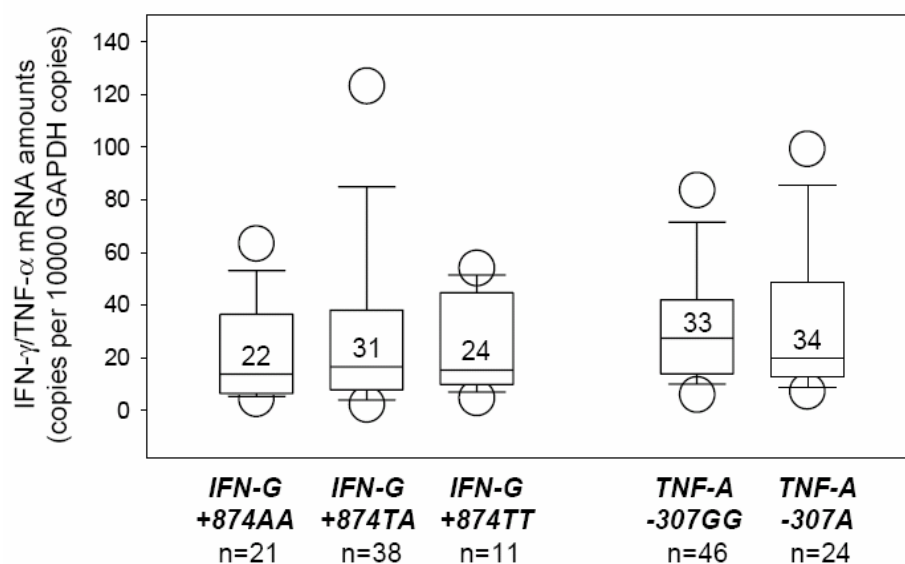 IFN-γ/TNF-α mRNA amounts
(copies per 10000 GAPDH copies)
140
120
100
80
60
40
20
0
22
31
24
33
34
IFN-G
+874AA
n=21
IFN-G
+874TA
n=38
IFN-G
+874TT
n=11
TNF-A
-307GG
n=46
TNF-A
-307A
n=24